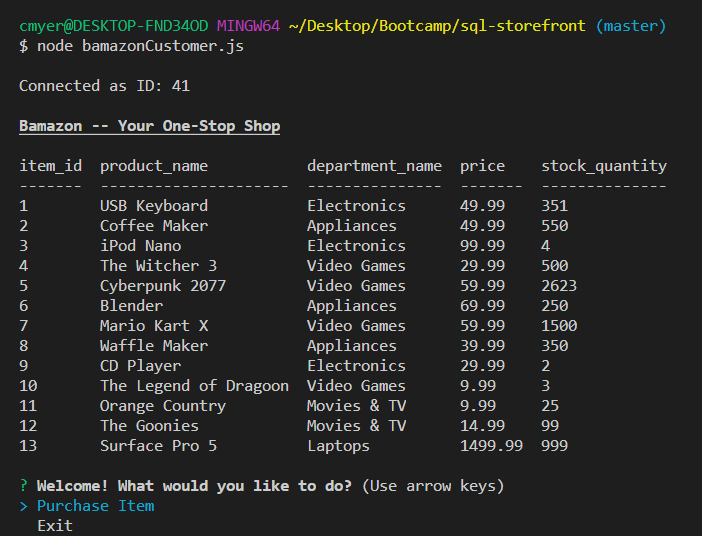 cmyer@DESKTOP-FND34OD MINGW64 ~/Desktop/Bootcamp/sql-storefront (master)
$ node bamazonCustomer.js
Connected as ID: 41
Bamazon -- Your One-Stop Shop
item_id  product_name           department_name  price    stock_quantity
-------  ---------------------  ---------------  -------  --------------
1        USB Keyboard           Electronics      49.99    351
2        Coffee Maker           Appliances       49.99    550
3        iPod Nano              Electronics      99.99    4
4        The Witcher 3          Video Games      29.99    500
5        Cyberpunk 2077         Video Games      59.99    2623
6        Blender                Appliances       69.99    250
7        Mario Kart X           Video Games      59.99    1500
8        Waffle Maker           Appliances       39.99    350
9        CD Player              Electronics      29.99    2
10       The Legend of Dragoon  Video Games      9.99     3
11       Orange Country         Movies & TV      9.99     25
12       The Goonies            Movies & TV      14.99    99
13       Surface Pro 5          Laptops          1499.99  999
? Welcome! What would you like to do? (Use arrow keys)
> Purchase Item
  Exit